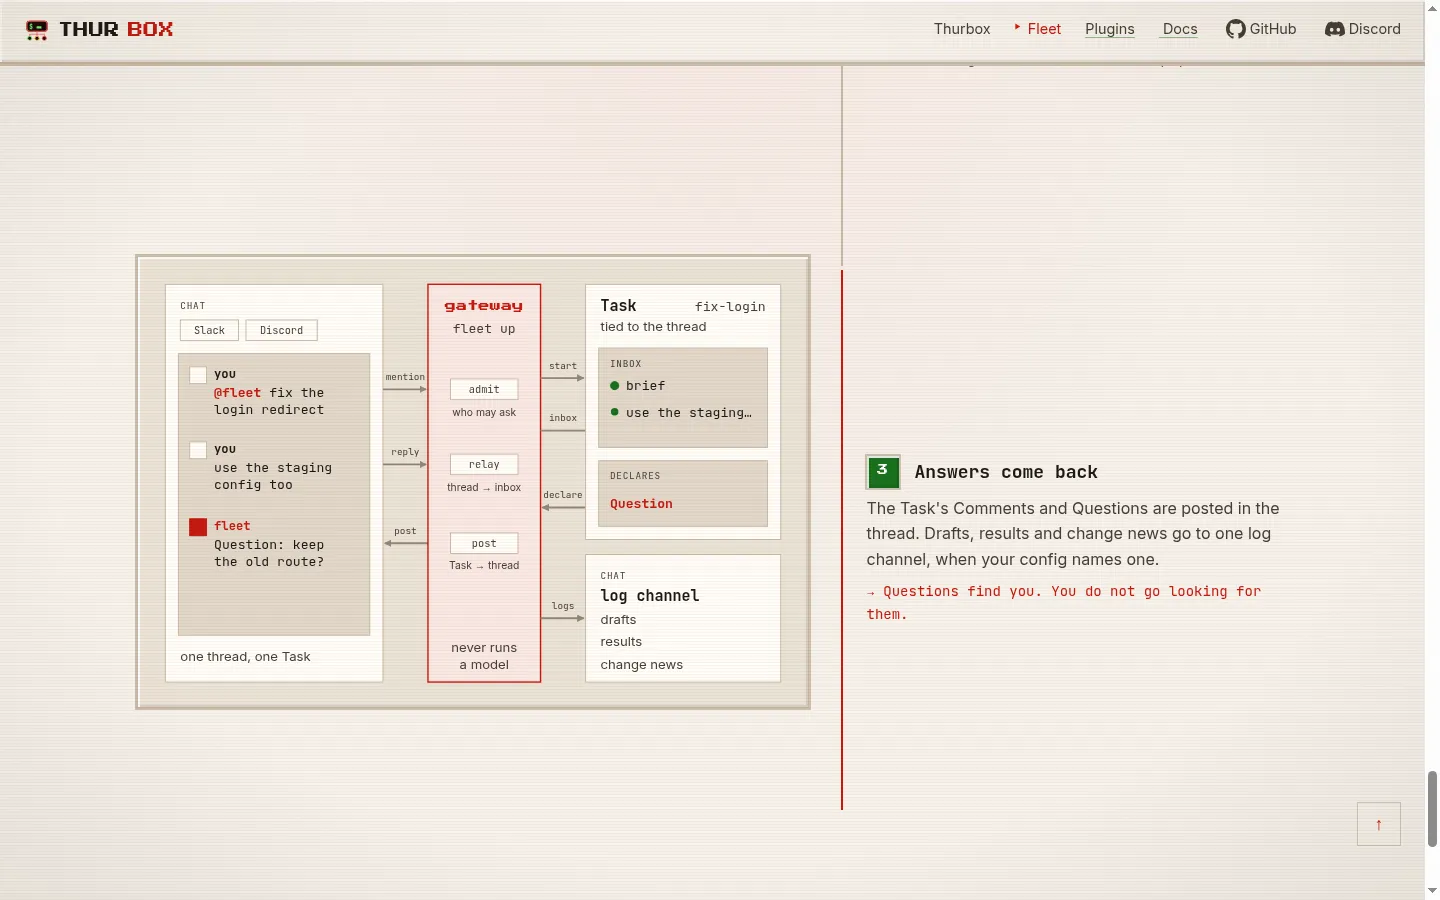 THUR BOX
Thurbox
Fleet
Plugins
Docs
GitHub
Discord
CHAT
Slack
Discord
you
@fleet fix the
login redirect
you
use the staging
config too
fleet
Question: keep
the old route?
one thread, one Task
mention
reply
post
gateway
fleet up
admit
who may ask
relay
thread → inbox
post
Task → thread
never runs
a model
start
inbox
declare
logs
Task
fix-login
tied to the thread
INBOX
brief
use the staging…
DECLARES
Question
CHAT
log channel
drafts
results
change news
3
Answers come back
The Task's Comments and Questions are posted in the
thread. Drafts, results and change news go to one log
channel, when your config names one.
→ Questions find you. You do not go looking for
them.
↑